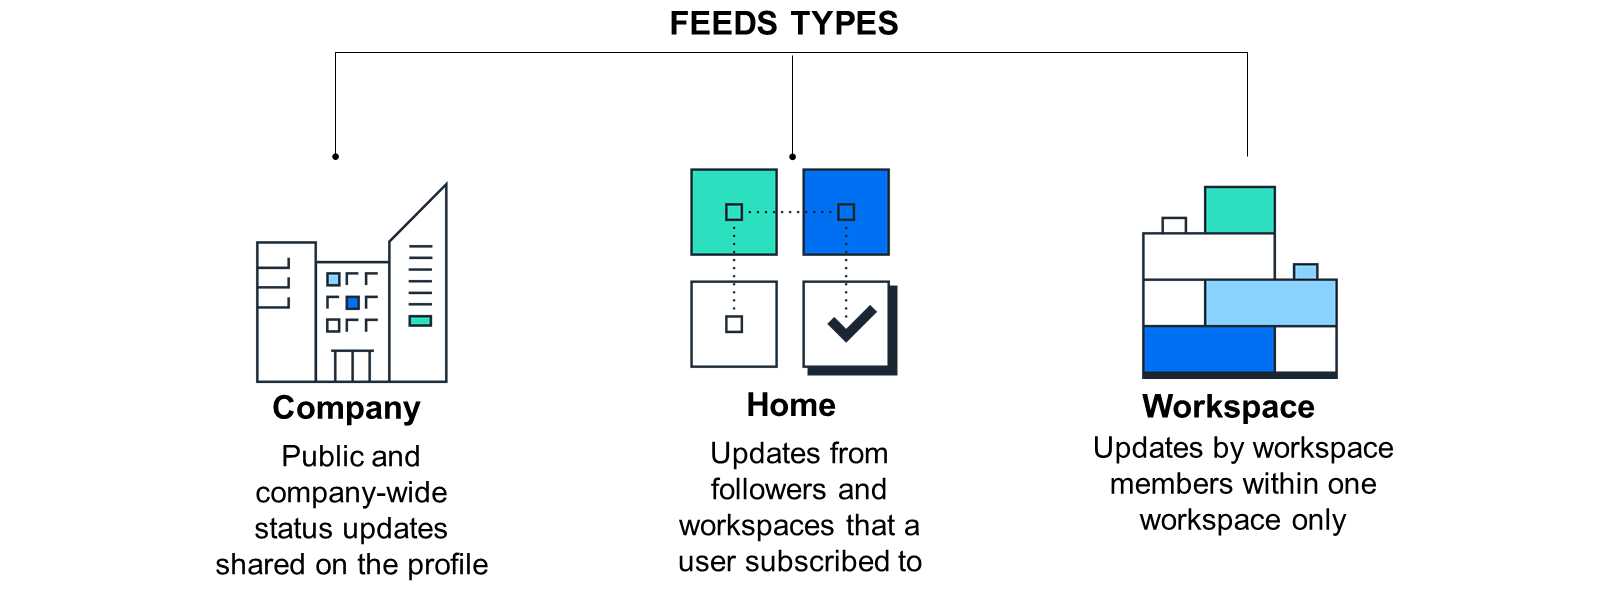 FEEDS TYPES
Company
Public and
company-wide
status updates
shared on the profile
Home
Updates from
followers and
workspaces that a
user subscribed to
Workspace
Updates by workspace
members within one
workspace only